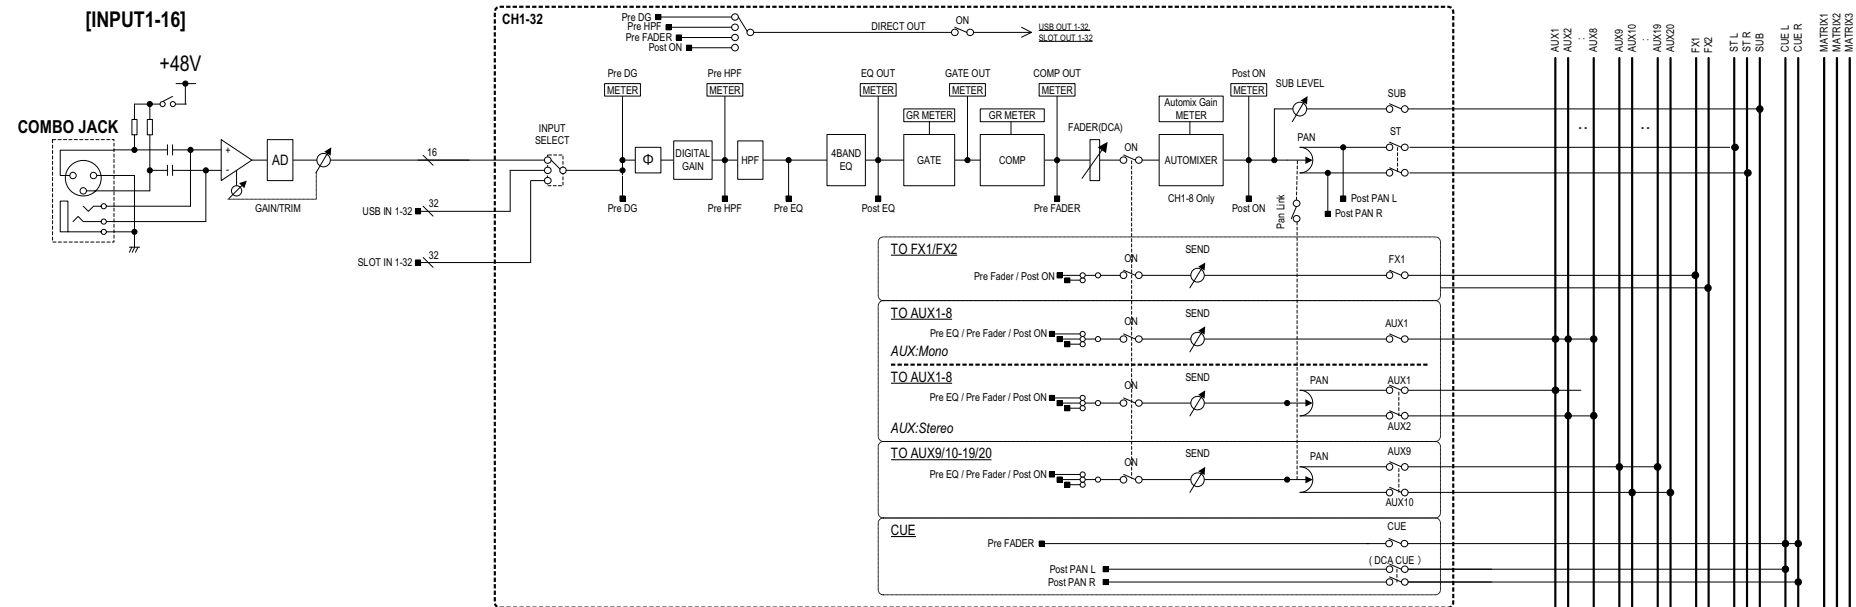 [INPUT1-16]
+48V
COMBO JACK
+
-
AD
GAIN/TRIM
16
USB IN 1-32
32
SLOT IN 1-32
32
CH1-32
Pre DG
Pre HPF
Pre FADER
Post ON
DIRECT OUT
ON
USB OUT 1-32
SLOT OUT 1-32
INPUT
SELECT
Pre DG
METER
Pre DG
Φ
DIGITAL
GAIN
Pre HPF
METER
Pre HPF
HPF
Pre EQ
4BAND
EQ
EQ OUT
METER
Post EQ
GR METER
GATE
GATE OUT
METER
GR METER
COMP
COMP OUT
METER
Pre FADER
FADER(DCA)
ON
Automix Gain
METER
AUTOMIXER
CH1-8 Only
Post ON
METER
Post ON
SUB LEVEL
SUB
PAN
ST
Post PAN L
Post PAN R
Pan Link
TO FX1/FX2
Pre Fader / Post ON
ON
SEND
FX1
TO AUX1-8
Pre EQ / Pre Fader / Post ON
ON
SEND
AUX1
AUX:Mono
TO AUX1-8
Pre EQ / Pre Fader / Post ON
ON
SEND
PAN
AUX1
AUX2
AUX:Stereo
TO AUX9/10-19/20
Pre EQ / Pre Fader / Post ON
ON
SEND
PAN
AUX9
AUX10
CUE
Pre FADER
CUE
Post PAN L
Post PAN R
( DCA CUE )
AUX1
AUX2
..
AUX8
AUX9
AUX10
..
AUX19
AUX20
FX1
FX2
ST L
ST R
SUB
CUE L
CUE R
MATRIX1
MATRIX2
MATRIX3
..
..